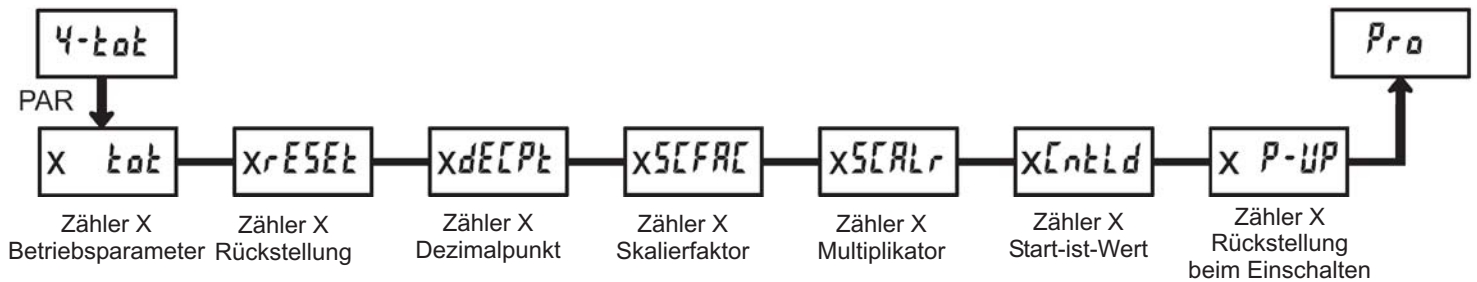 4-tot
Pro
PAR
X tot
XrESEt
XdECPt
XSCFAC
XSCALr
XCntLd
X P-UP
Zähler X
Betriebsparameter
Zähler X
Rückstellung
Zähler X
Dezimalpunkt
Zähler X
Skalierfaktor
Zähler X
Multiplikator
Zähler X
Start-ist-Wert
Zähler X
Rückstellung
beim Einschalten